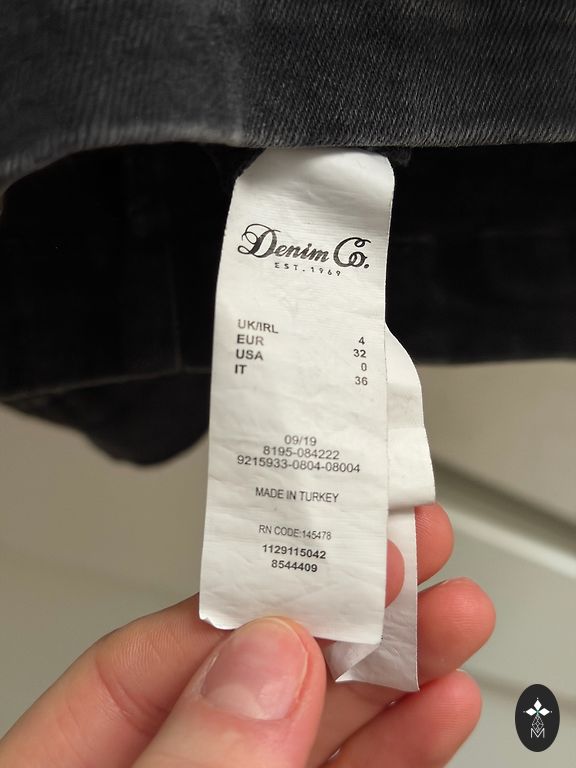 Denim Co.
EST. 1969
UK/IRL 4
EUR 32
USA 0
IT 36
09/19
8195-084222
9215933-0804-08004
MADE IN TURKEY
RN CODE:145478
1129115042
8544409
M